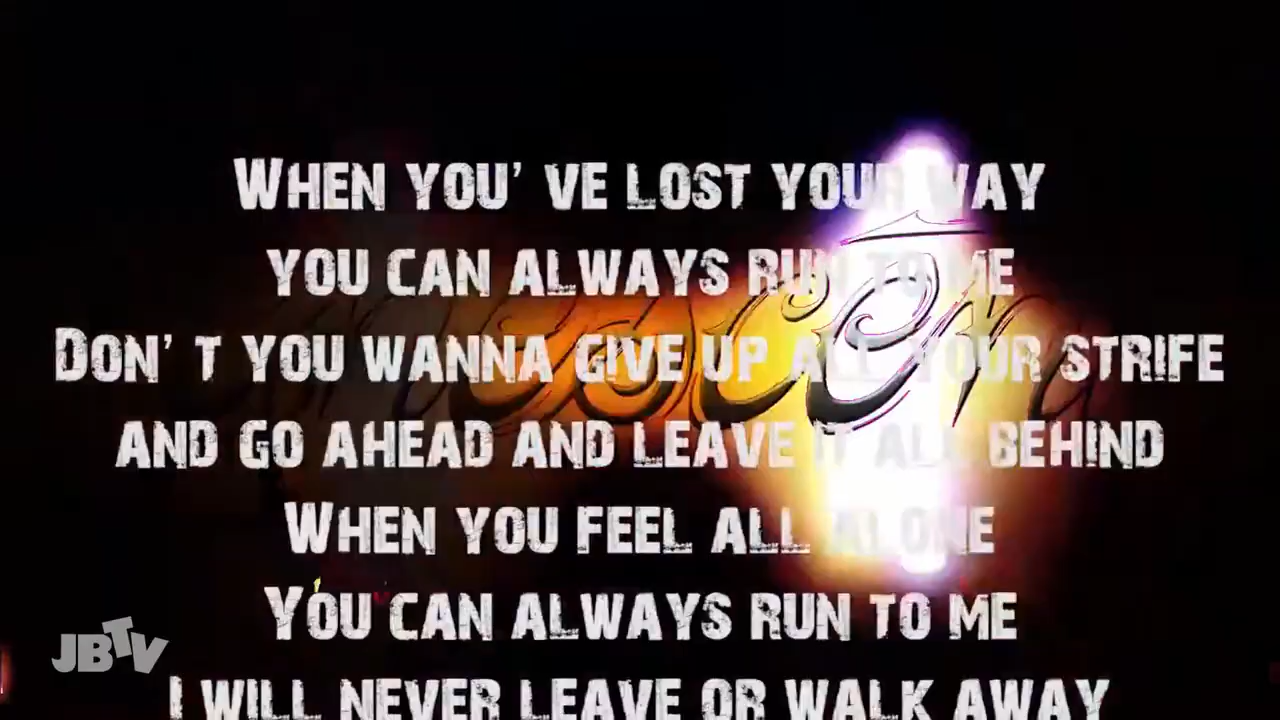 WHEN YOU' VE LOST YOUR WAY
YOU CAN ALWAYS RUN TO ME
DON' T YOU WANNA GIVE UP ALL YOUR STRIFE
AND GO AHEAD AND LEAVE IT ALL BEHIND
WHEN YOU FEEL ALL ALONE
YOU CAN ALWAYS RUN TO ME
I WILL NEVER LEAVE OR WALK AWAY
JBTV